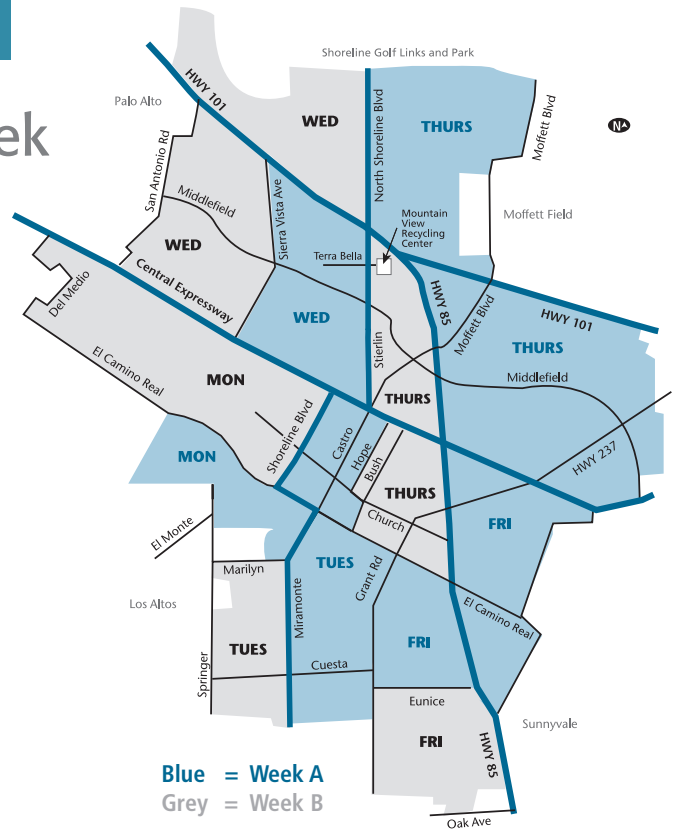 ek
Shoreline Golf Links and Park
HWY 101
Palo Alto
WED
THURS
North Shoreline Blvd
Moffett Blvd
N
San Antonio Rd
Middlefield
Sierra Vista Ave
Mountain
View
Recycling
Center
Moffett Field
WED
Terra Bella
Central Expressway
HWY 85
Moffett Blvd
HWY 101
Del Medio
WED
Stierlin
THURS
El Camino Real
MON
Middlefield
THURS
Shoreline Blvd
Castro
Hope
Bush
MON
HWY 237
THURS
Church
FRI
El Monte
TUES
Marilyn
Grant Rd
Miramonte
El Camino Real
Los Altos
FRI
TUES
Springer
Cuesta
Eunice
Sunnyvale
FRI
HWY 85
Blue = Week A
Grey = Week B
Oak Ave